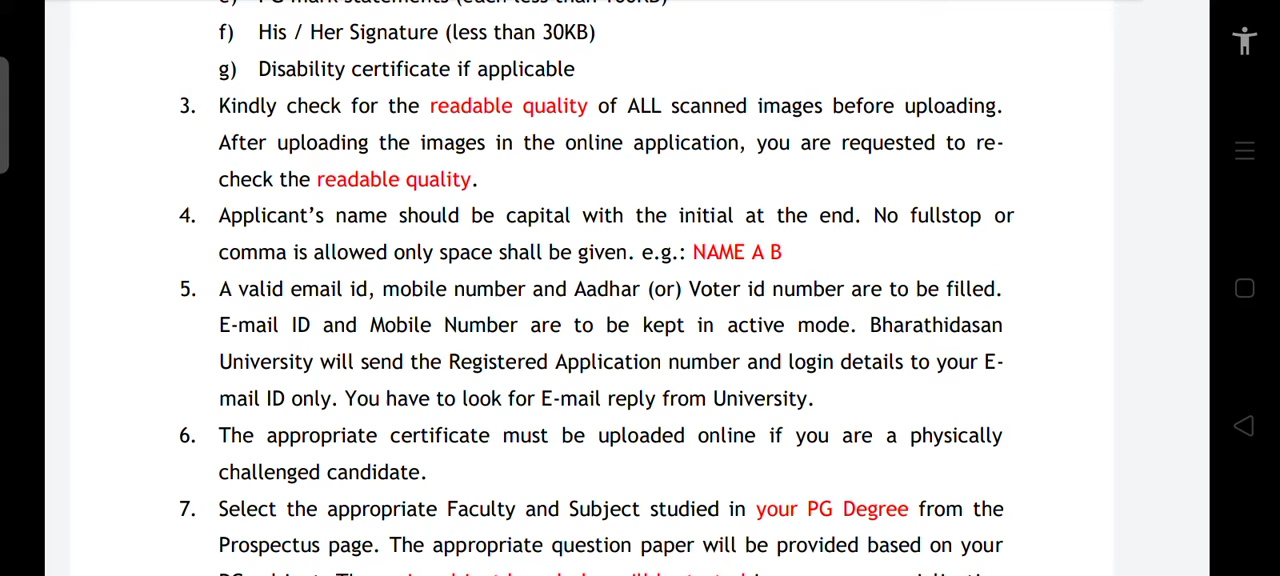 f) His / Her Signature (less than 30KB)
g) Disability certificate if applicable
3. Kindly check for the readable quality of ALL scanned images before uploading.
After uploading the images in the online application, you are requested to re-
check the readable quality.
4. Applicant’s name should be capital with the initial at the end. No fullstop or
comma is allowed only space shall be given. e.g.: NAME A B
5. A valid email id, mobile number and Aadhar (or) Voter id number are to be filled.
E-mail ID and Mobile Number are to be kept in active mode. Bharathidasan
University will send the Registered Application number and login details to your E-
mail ID only. You have to look for E-mail reply from University.
6. The appropriate certificate must be uploaded online if you are a physically
challenged candidate.
7. Select the appropriate Faculty and Subject studied in your PG Degree from the
Prospectus page. The appropriate question paper will be provided based on your